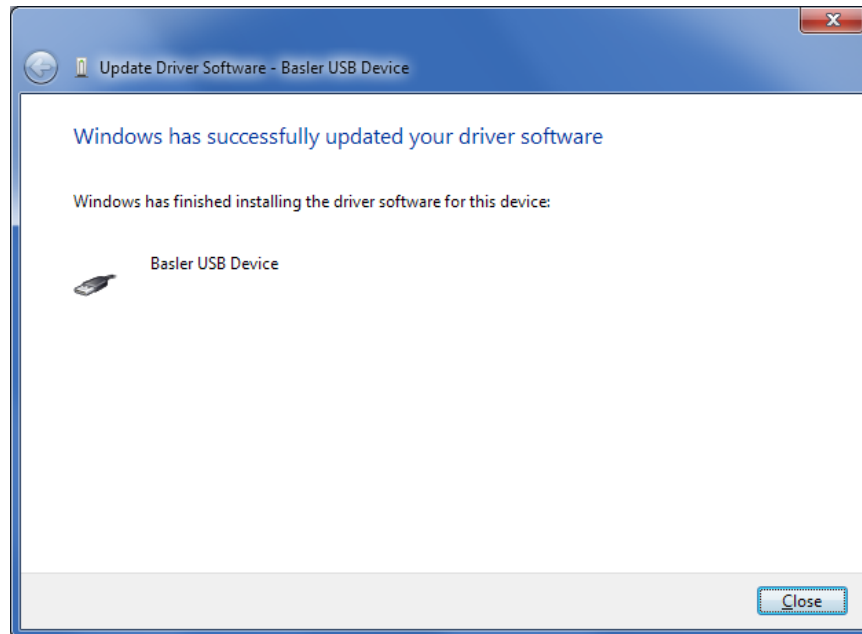 Update Driver Software - Basler USB Device
Windows has successfully updated your driver software
Windows has finished installing the driver software for this device:
Basler USB Device
Close